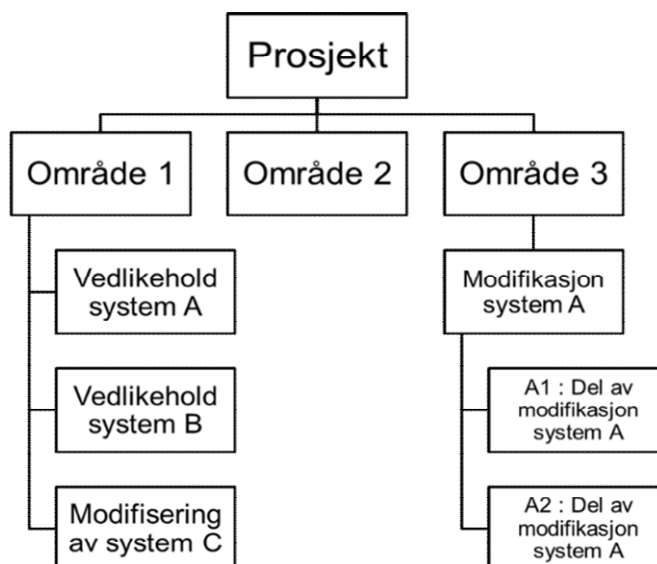 Prosjekt
Område 1
Område 2
Område 3
Vedlikehold
system A
Vedlikehold
system B
Modifisering
av system C
Modifikasjon
system A
A1 : Del av
modifikasjon
system A
A2 : Del av
modifikasjon
system A